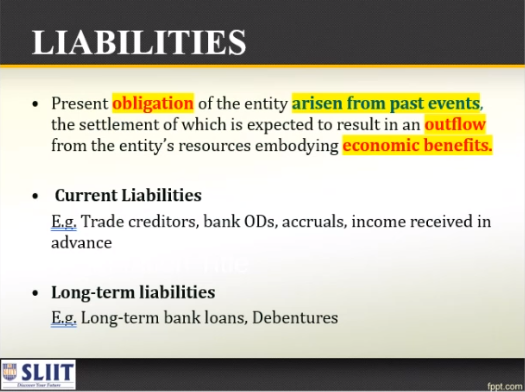 LIABILITIES
• Present obligation of the entity arisen from past events,
the settlement of which is expected to result in an outflow
from the entity's resources embodying economic benefits.
• Current Liabilities
E.g. Trade creditors, bank ODs, accruals, income received in
advance
• Long-term liabilities
E.g. Long-term bank loans, Debentures
SLIIT
Discover Your Future
fppt.com